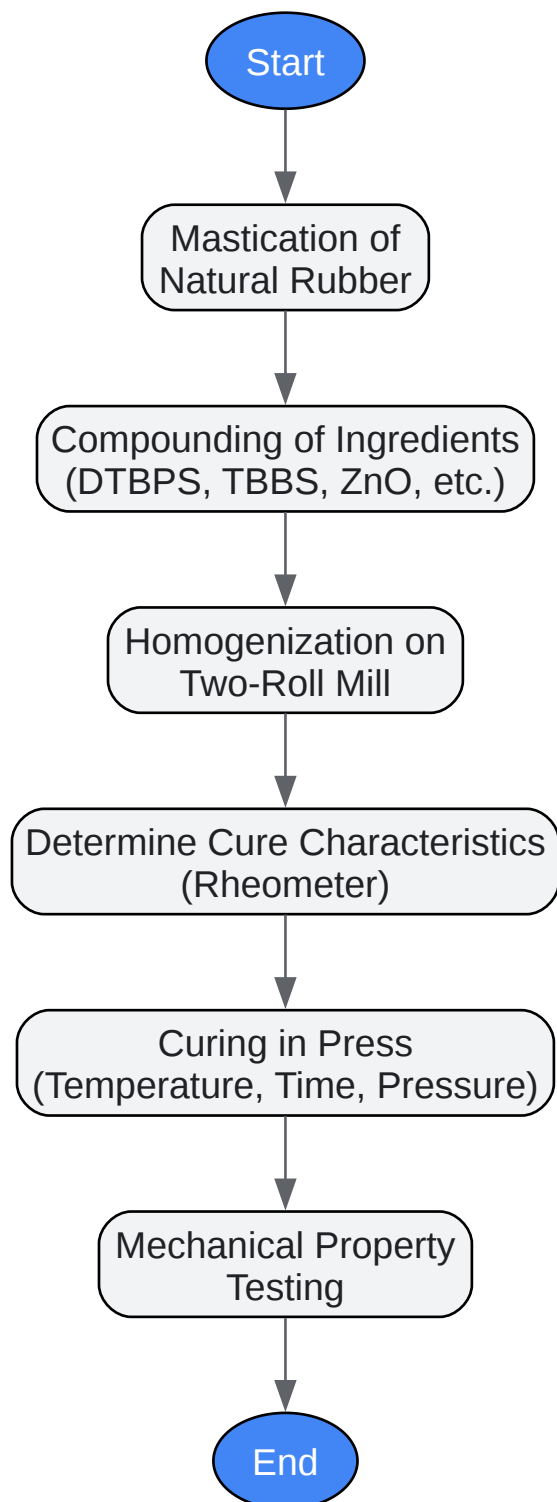 Start
Mastication of
Natural Rubber
Compounding of Ingredients
(DTBPS, TBBS, ZnO, etc.)
Homogenization on
Two-Roll Mill
Determine Cure Characteristics
(Rheometer)
Curing in Press
(Temperature, Time, Pressure)
Mechanical Property
Testing
End